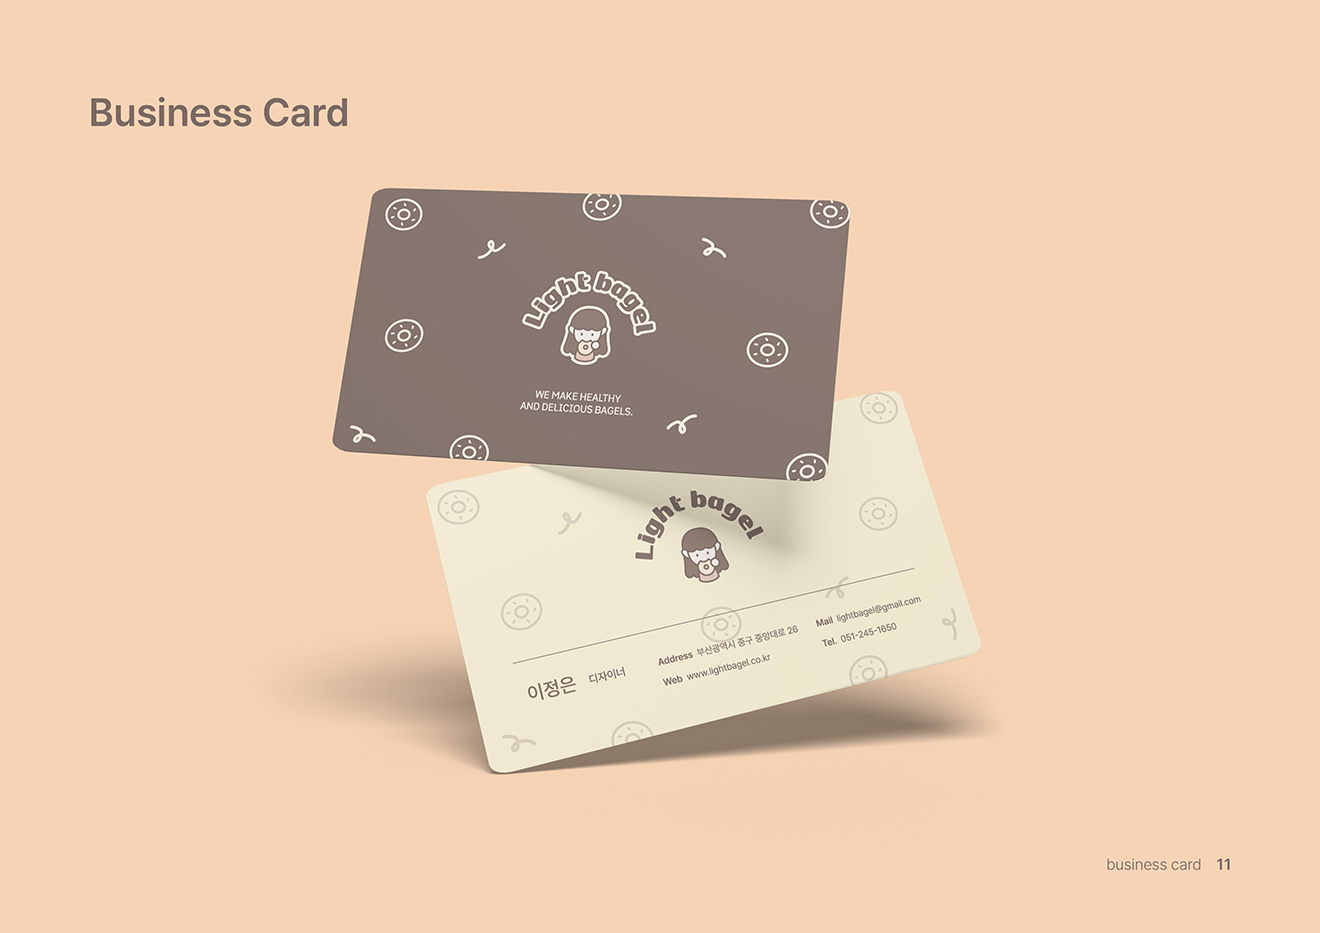 Business Card
Light bagel
WE MAKE HEALTHY
AND DELICIOUS BAGELS.
Light bagel
이정은 디자이너
Address 부산광역시 중구 중앙대로 26
Web www.lightbagel.co.kr
Mail lightbagel@gmail.com
Tel. 051-245-1650
business card 11